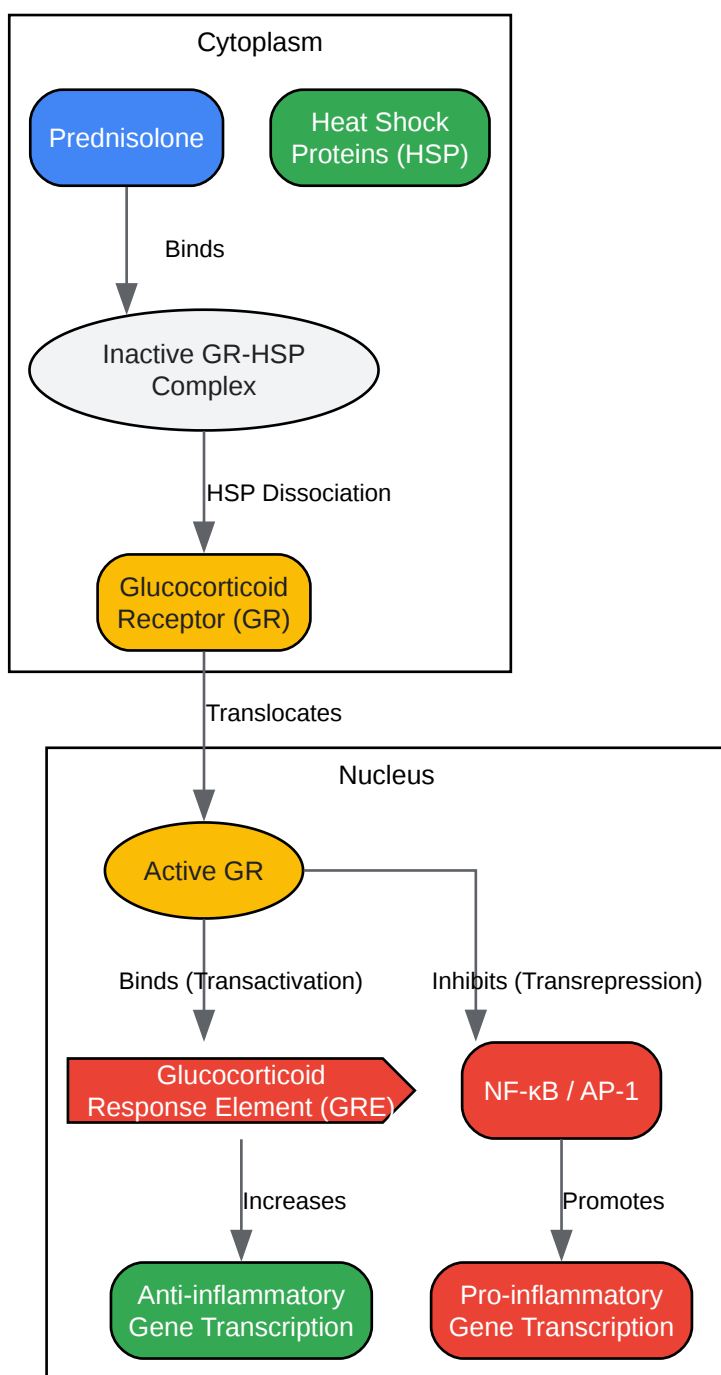 Cytoplasm
Prednisolone
Heat Shock
Proteins (HSP)
Binds
Inactive GR-HSP
Complex
HSP Dissociation
Glucocorticoid
Receptor (GR)
Translocates
Nucleus
Active GR
Binds (Transactivation)
Inhibits (Transrepression)
Glucocorticoid
Response Element (GRE)
NF-κB / AP-1
Increases
Promotes
Anti-inflammatory
Gene Transcription
Pro-inflammatory
Gene Transcription